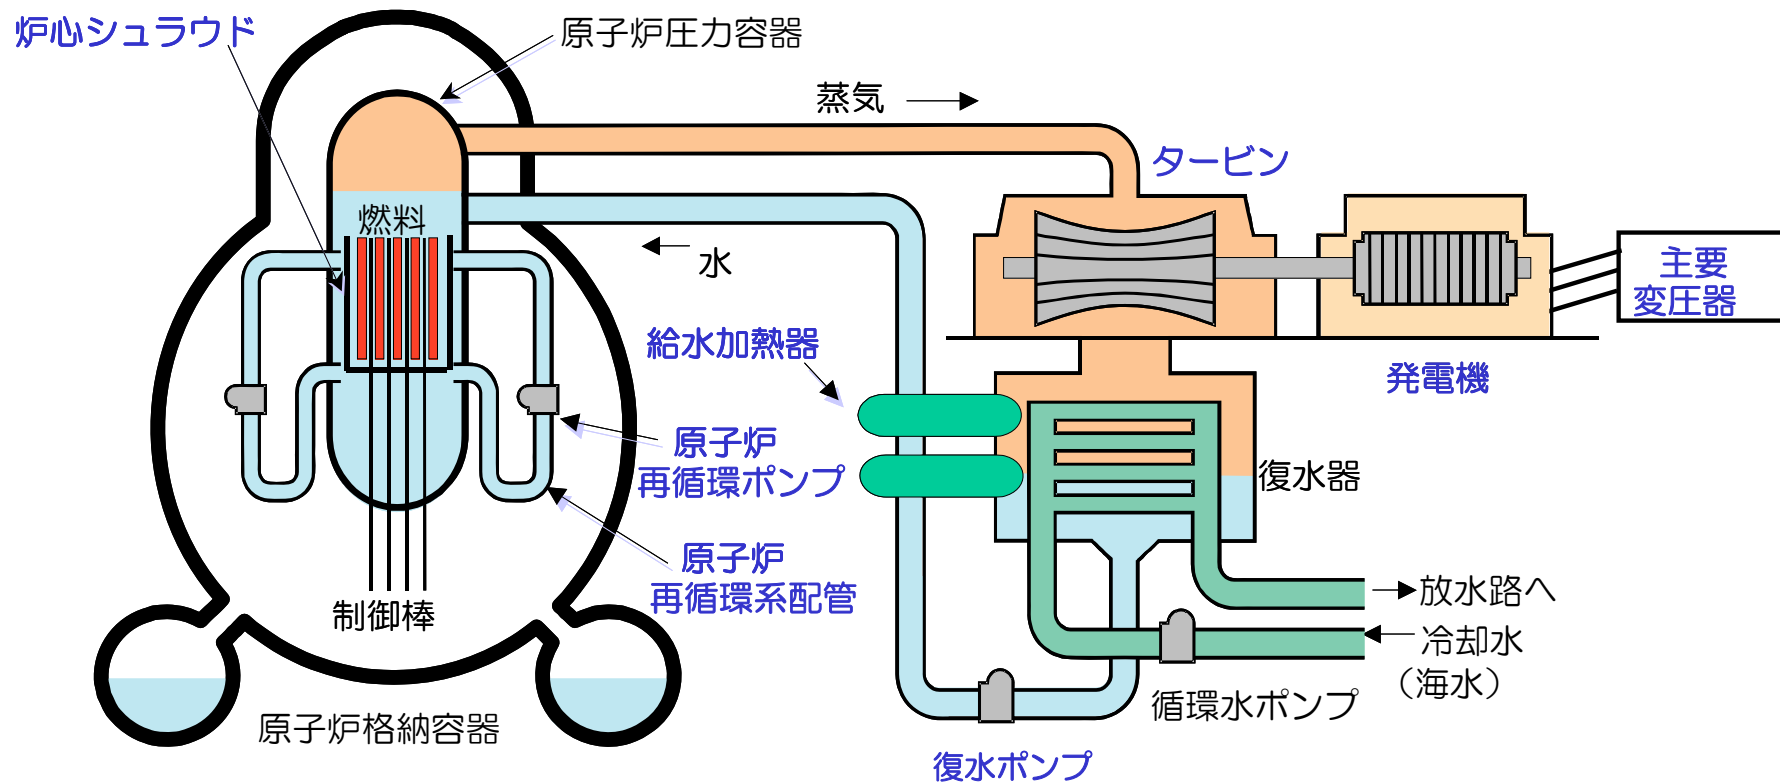 炉心シュラウド
原子炉圧力容器
蒸気
タービン
燃料
水
主要
変圧器
給水加熱器
発電機
原子炉
再循環ポンプ
復水器
原子炉
再循環系配管
制御棒
放水路へ
冷却水
（海水）
循環水ポンプ
原子炉格納容器
復水ポンプ